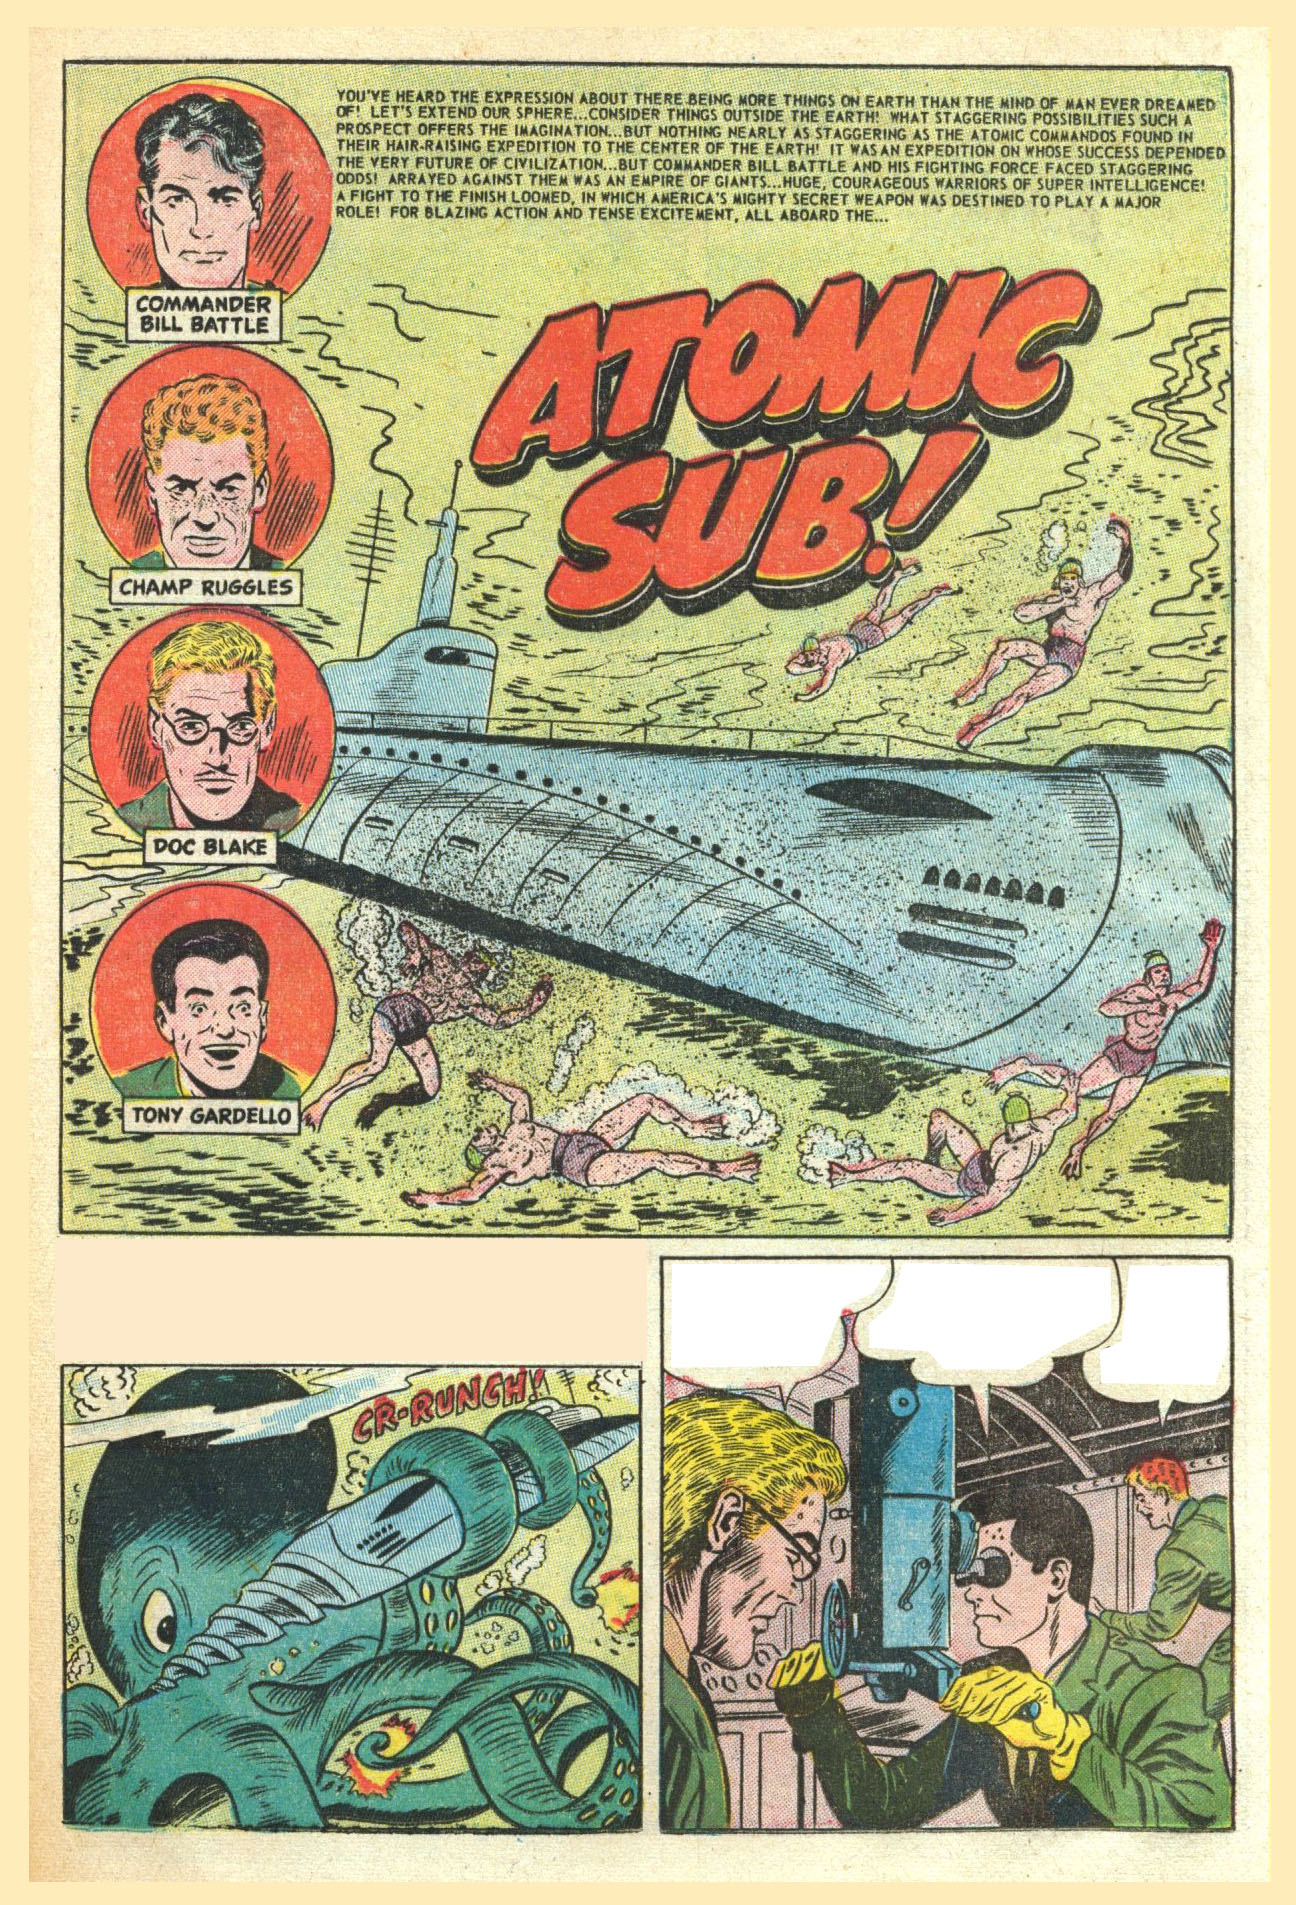 YOU'VE HEARD THE EXPRESSION ABOUT THERE BEING MORE THINGS ON EARTH THAN THE MIND OF MAN EVER DREAMED
OF! LET'S EXTEND OUR SPHERE...CONSIDER THINGS OUTSIDE THE EARTH! WHAT STAGGERING POSSIBILITIES SUCH A
PROSPECT OFFERS THE IMAGINATION...BUT NOTHING NEARLY AS STAGGERING AS THE ATOMIC COMMANDOS FOUND IN
THEIR HAIR-RAISING EXPEDITION TO THE CENTER OF THE EARTH! IT WAS AN EXPEDITION ON WHOSE SUCCESS DEPENDED
THE VERY FUTURE OF CIVILIZATION...BUT COMMANDER BILL BATTLE AND HIS FIGHTING FORCE FACED STAGGERING
ODDS! ARRAYED AGAINST THEM WAS AN EMPIRE OF GIANTS...HUGE, COURAGEOUS WARRIORS OF SUPER INTELLIGENCE!
A FIGHT TO THE FINISH LOOMED, IN WHICH AMERICA'S MIGHTY SECRET WEAPON WAS DESTINED TO PLAY A MAJOR
ROLE! FOR BLAZING ACTION AND TENSE EXCITEMENT, ALL ABOARD THE...
ATOMIC
SUB!
COMMANDER
BILL BATTLE
CHAMP RUGGLES
DOC BLAKE
TONY GARDELLO
CR-RUNCH!